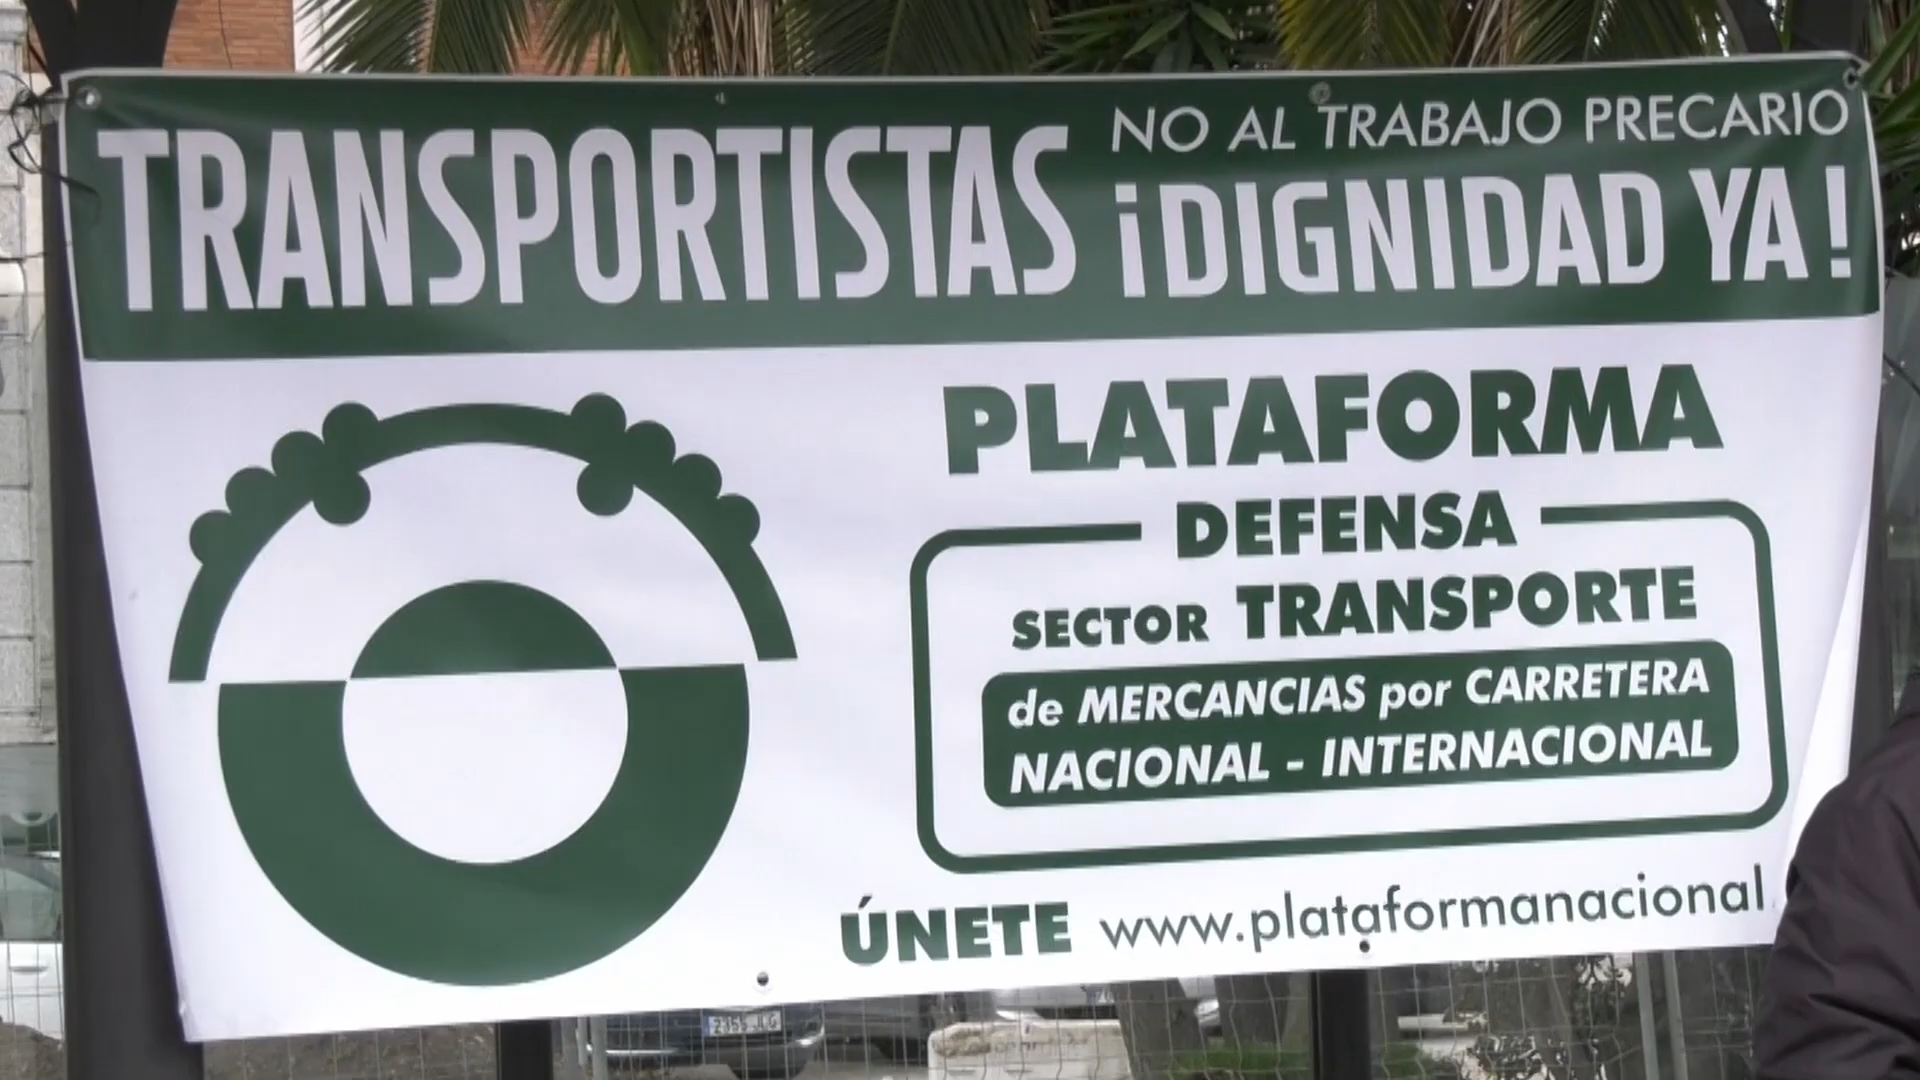 TRANSPORTISTAS
NO AL TRABAJO PRECARIO
¡DIGNIDAD YA!
PLATAFORMA
DEFENSA
SECTOR TRANSPORTE
de MERCANCIAS por CARRETERA
NACIONAL - INTERNACIONAL
ÚNETE www.plataformanacional